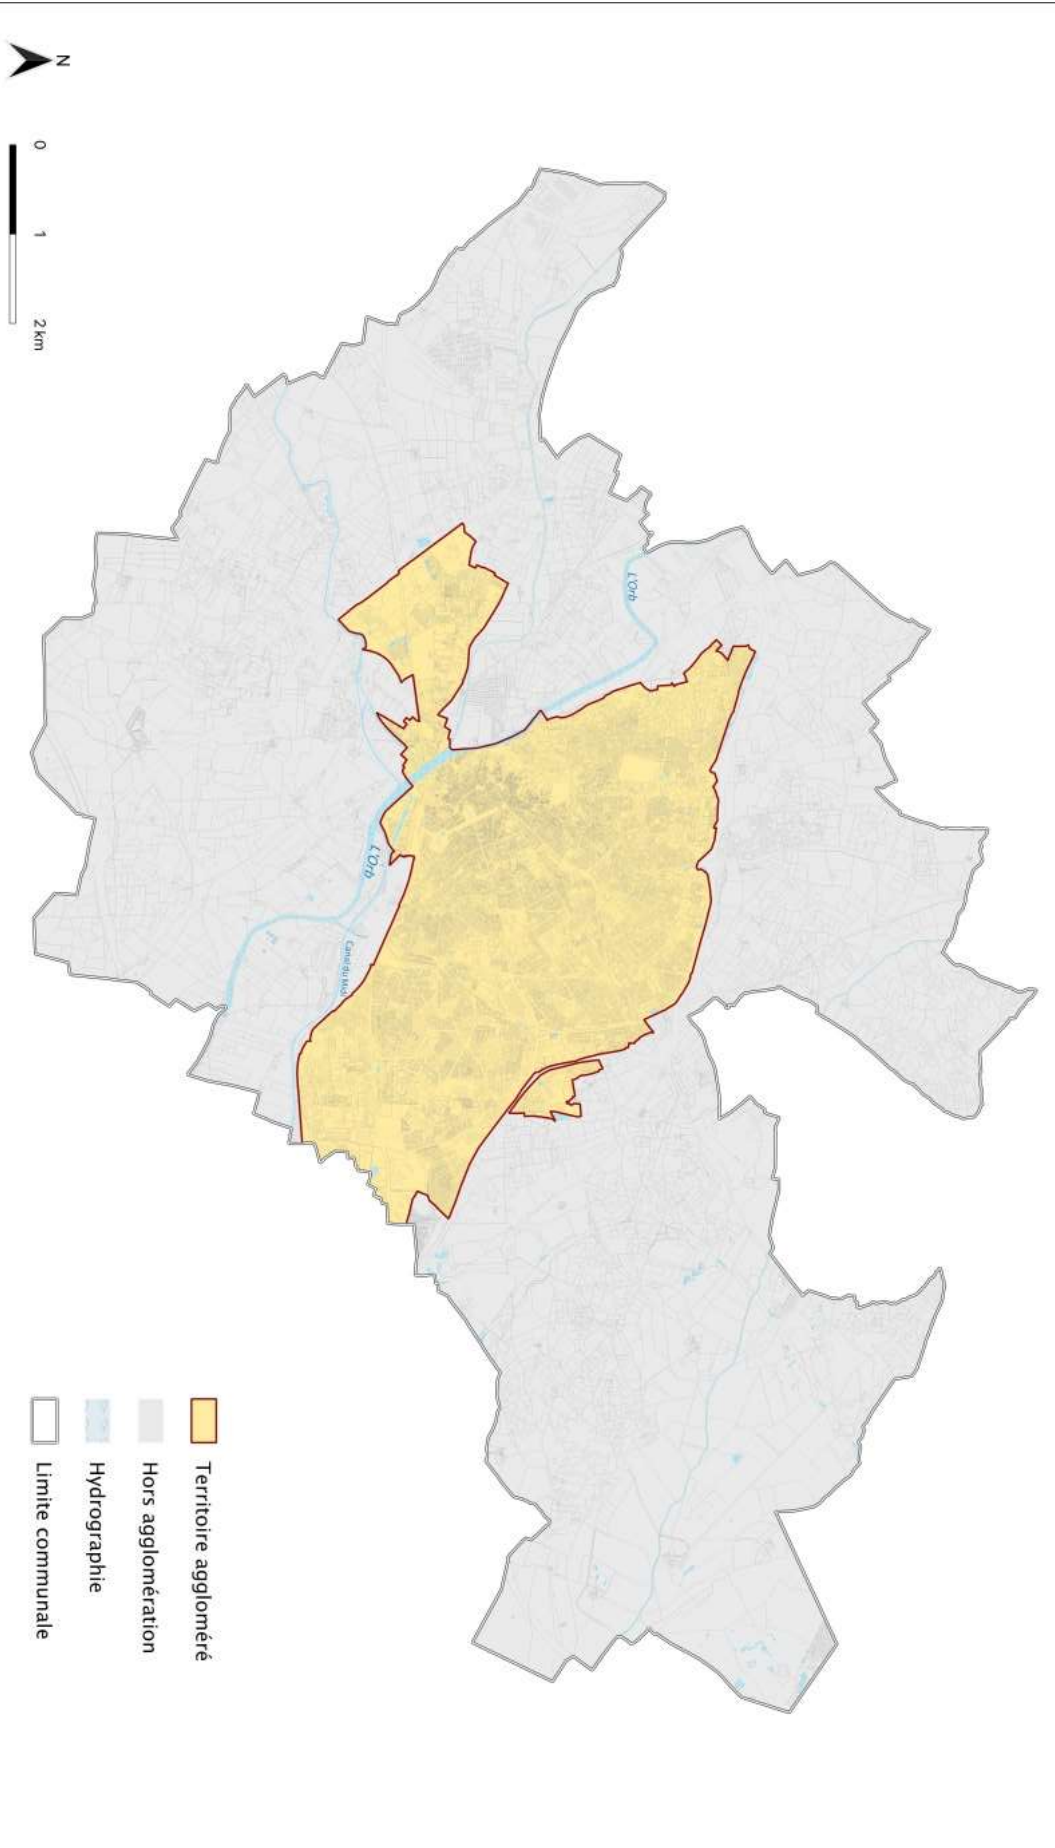 N
0 1 2 km
L'Orb
L'Orb
Canal du Midi
Territoire aggloméré
Hors agglomération
Hydrographie
Limite communale